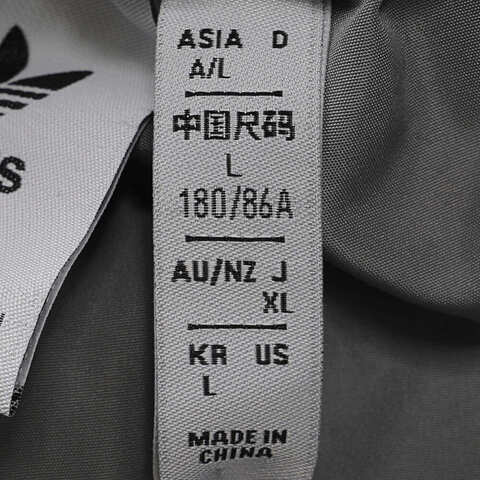 ASIA D
A/L
中国尺码
L
180/86A
AU/NZ J
XL
KR US
L
MADE IN
CHINA